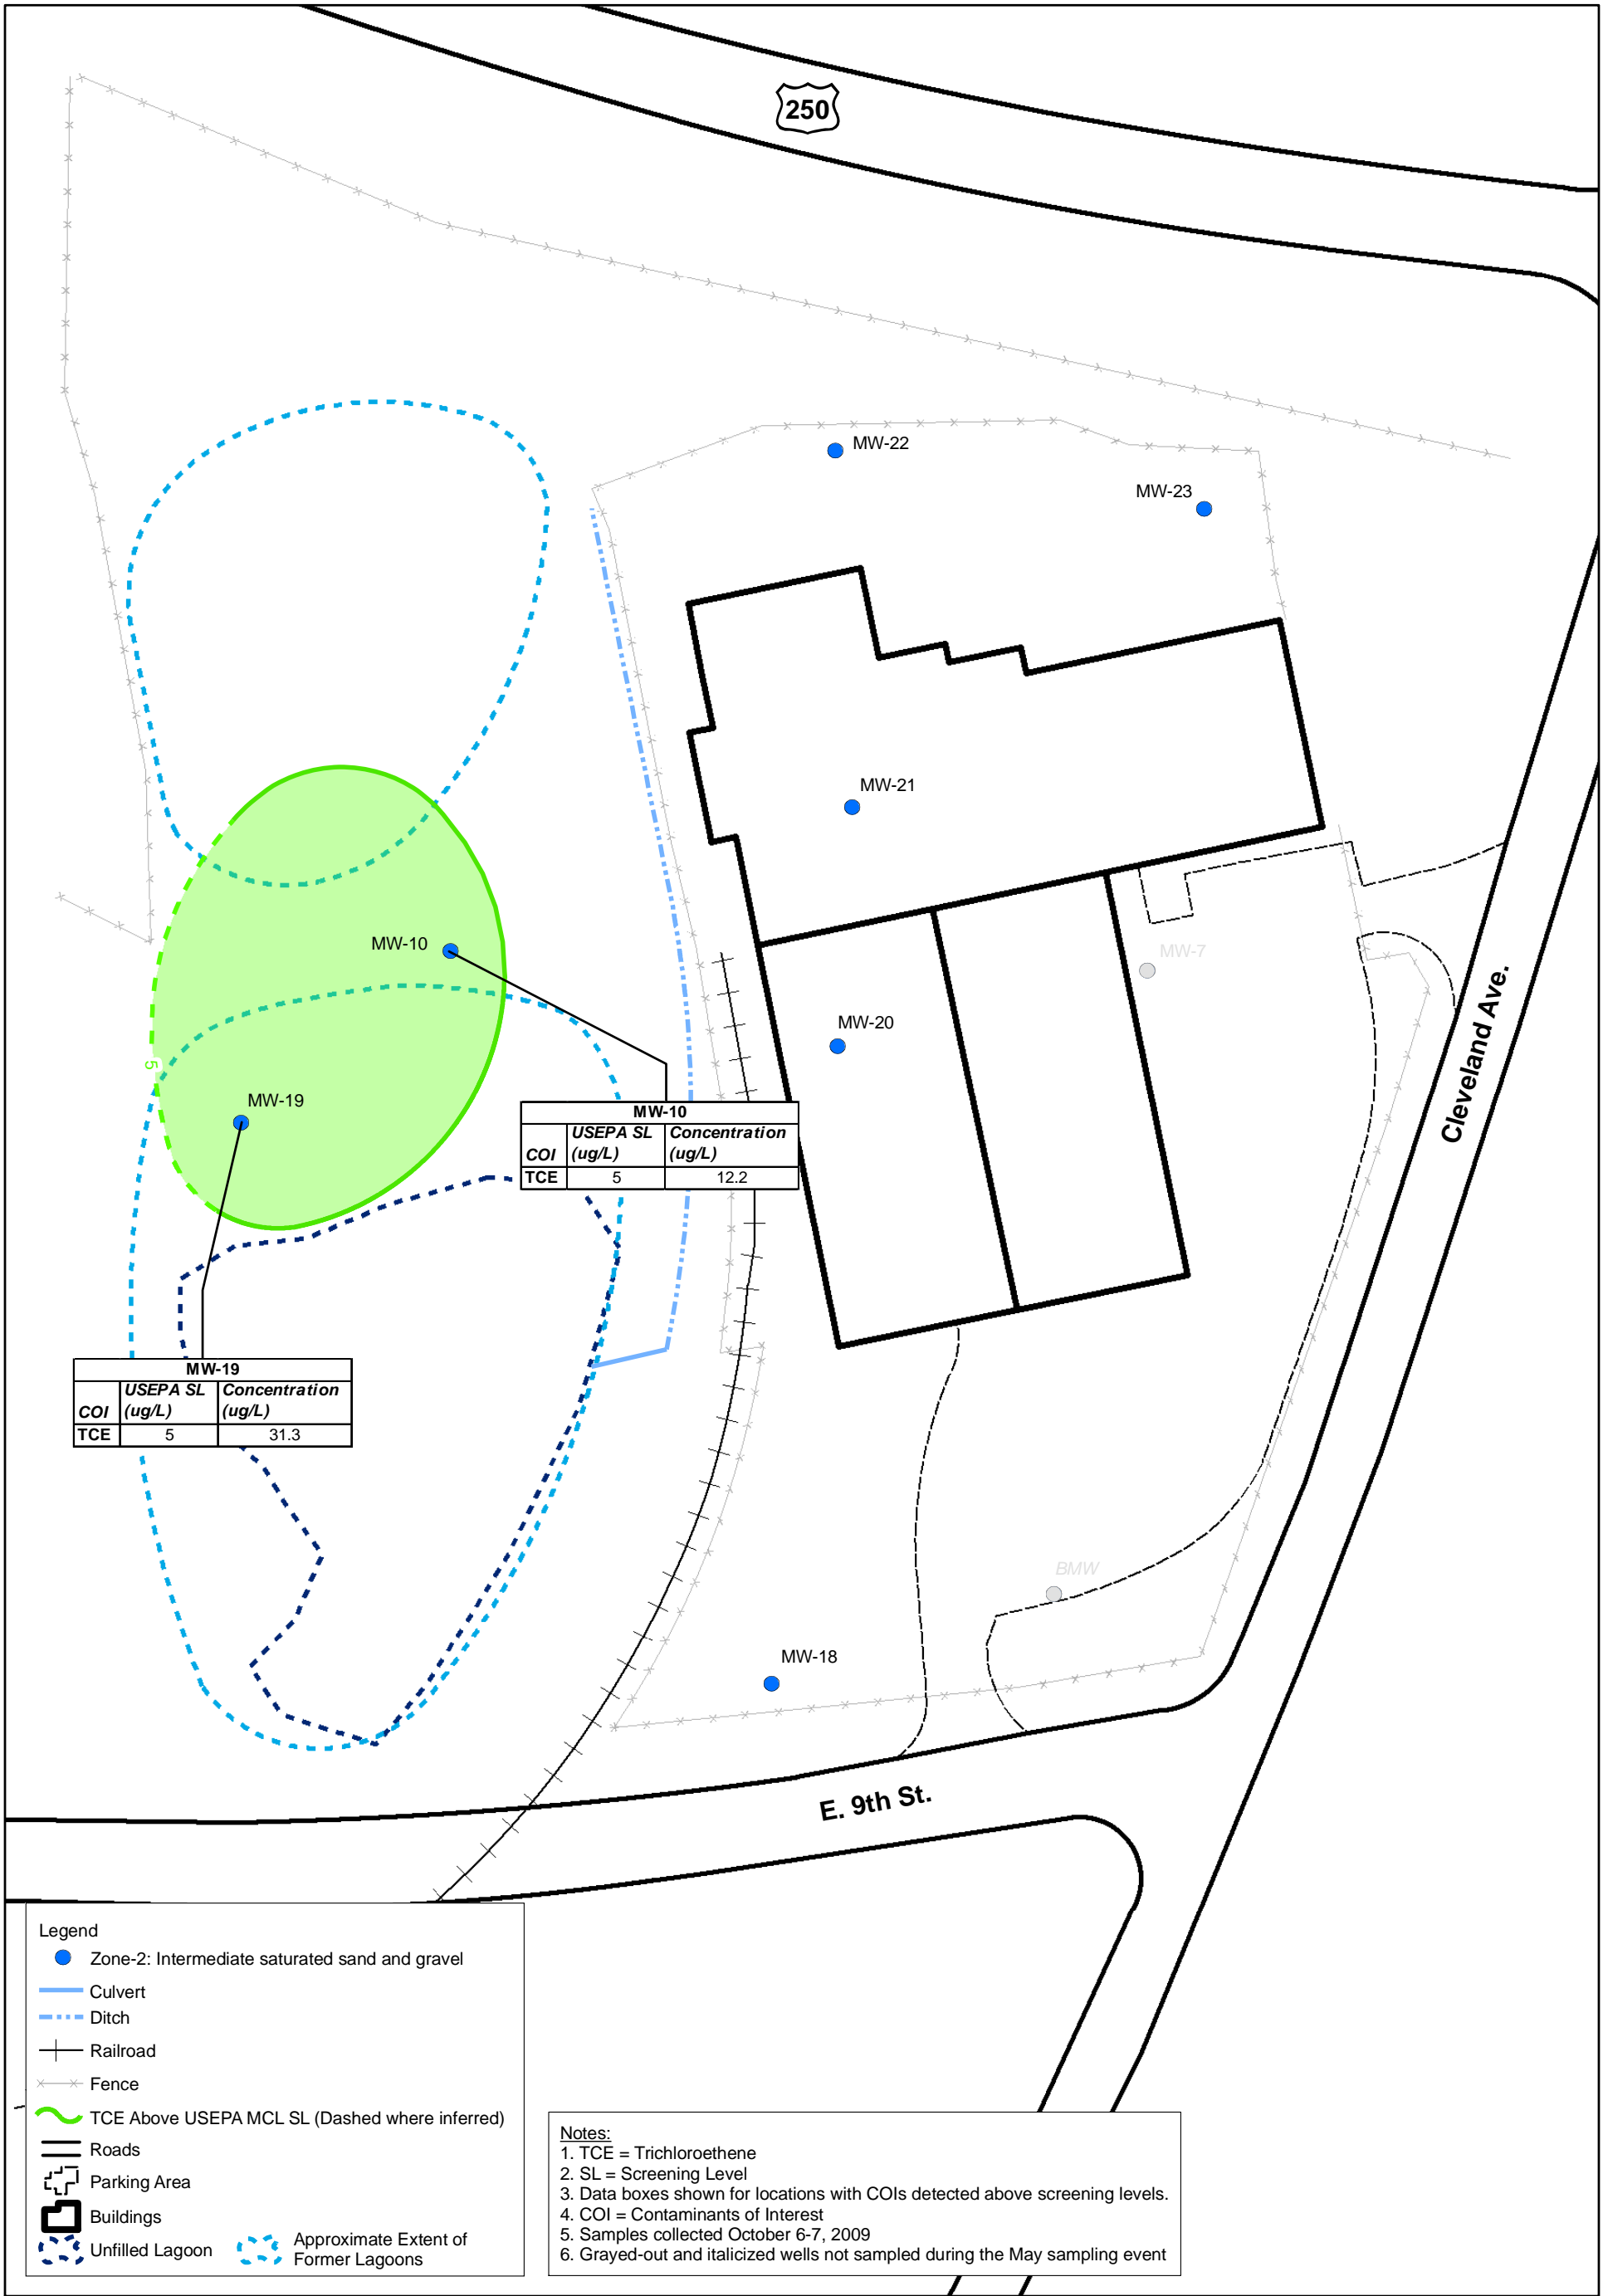 250
MW-22
MW-23
MW-21
MW-10
MW-7
MW-20
MW-19
5
Cleveland Ave.
MW-10
COI USEPA SL (ug/L) Concentration (ug/L)
TCE 5 12.2
MW-19
COI USEPA SL (ug/L) Concentration (ug/L)
TCE 5 31.3
BMW
MW-18
E. 9th St.
Legend
Zone-2: Intermediate saturated sand and gravel
Culvert
Ditch
Railroad
Fence
TCE Above USEPA MCL SL (Dashed where inferred)
Roads
Parking Area
Buildings
Unfilled Lagoon
Approximate Extent of
Former Lagoons
Notes:
1. TCE = Trichloroethene
2. SL = Screening Level
3. Data boxes shown for locations with COIs detected above screening levels.
4. COI = Contaminants of Interest
5. Samples collected October 6-7, 2009
6. Grayed-out and italicized wells not sampled during the May sampling event